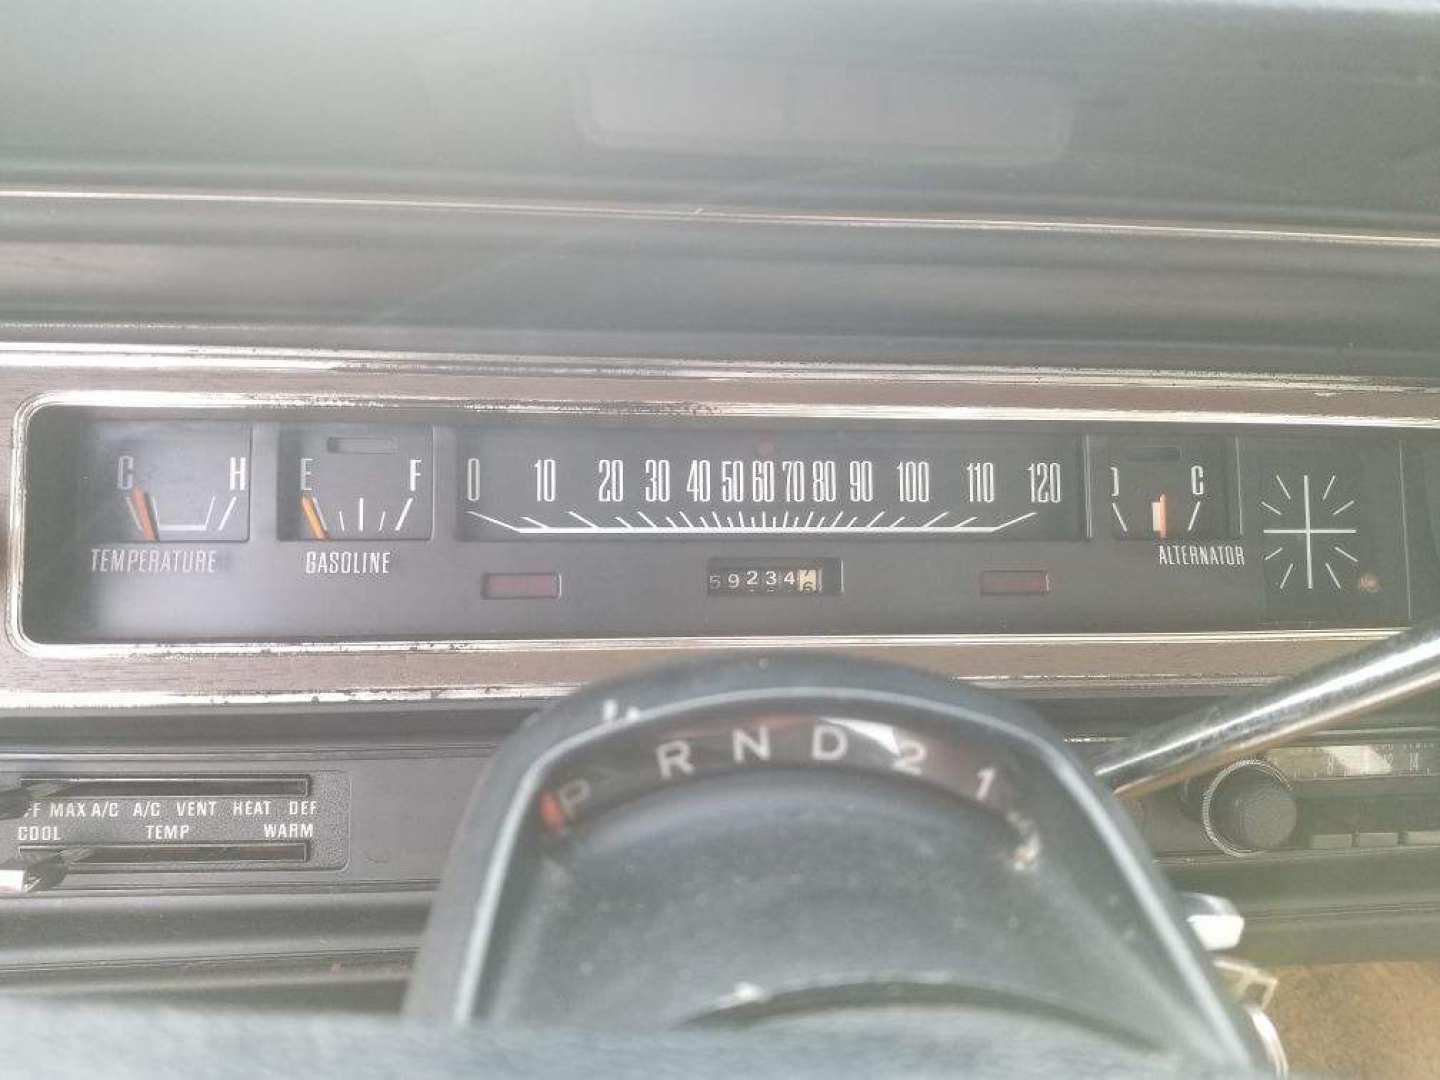 C H
TEMPERATURE
E F
GASOLINE
0 10 20 30 40 50 60 70 80 90 100 110 120
59234
C
ALTERNATOR
P R N D 2 1
MAX A/C A/C VENT HEAT DEF
COOL TEMP WARM